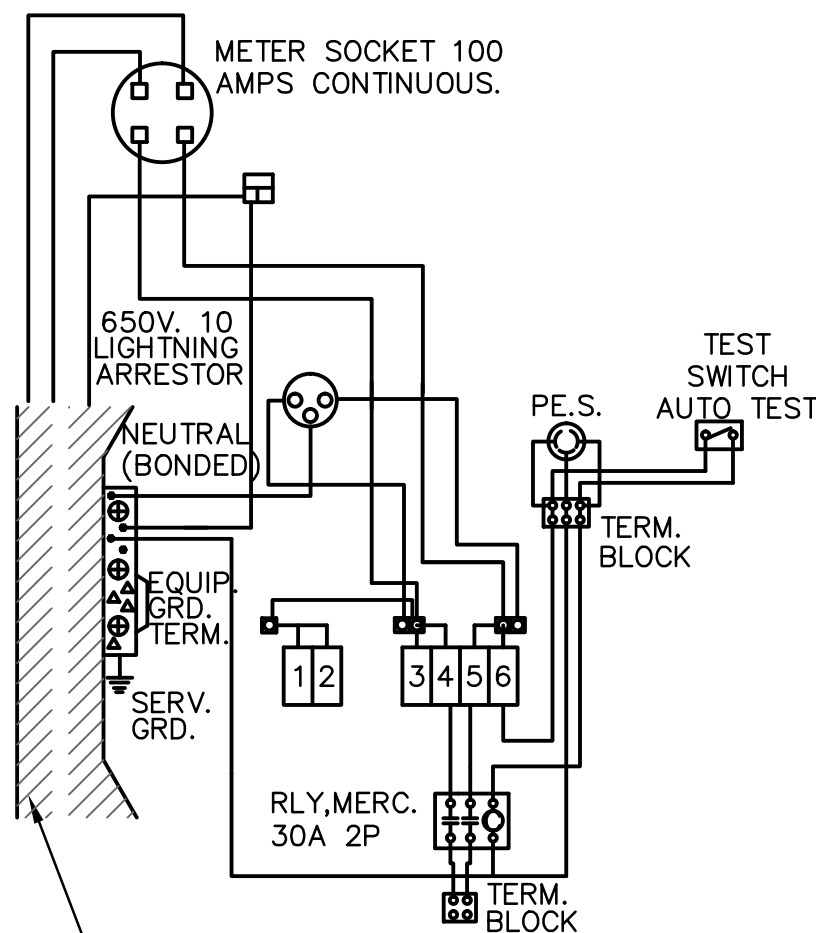 METER SOCKET 100
AMPS CONTINUOUS.
650V. 10
LIGHTNING
ARRESTOR
TEST
SWITCH
AUTO TEST
PE.S.
NEUTRAL
(BONDED)
TERM.
BLOCK
EQUIP.
GRD.
TERM.
1 2 3 4 5 6
SERV.
GRD.
RLY,MERC.
30A 2P
TERM.
BLOCK